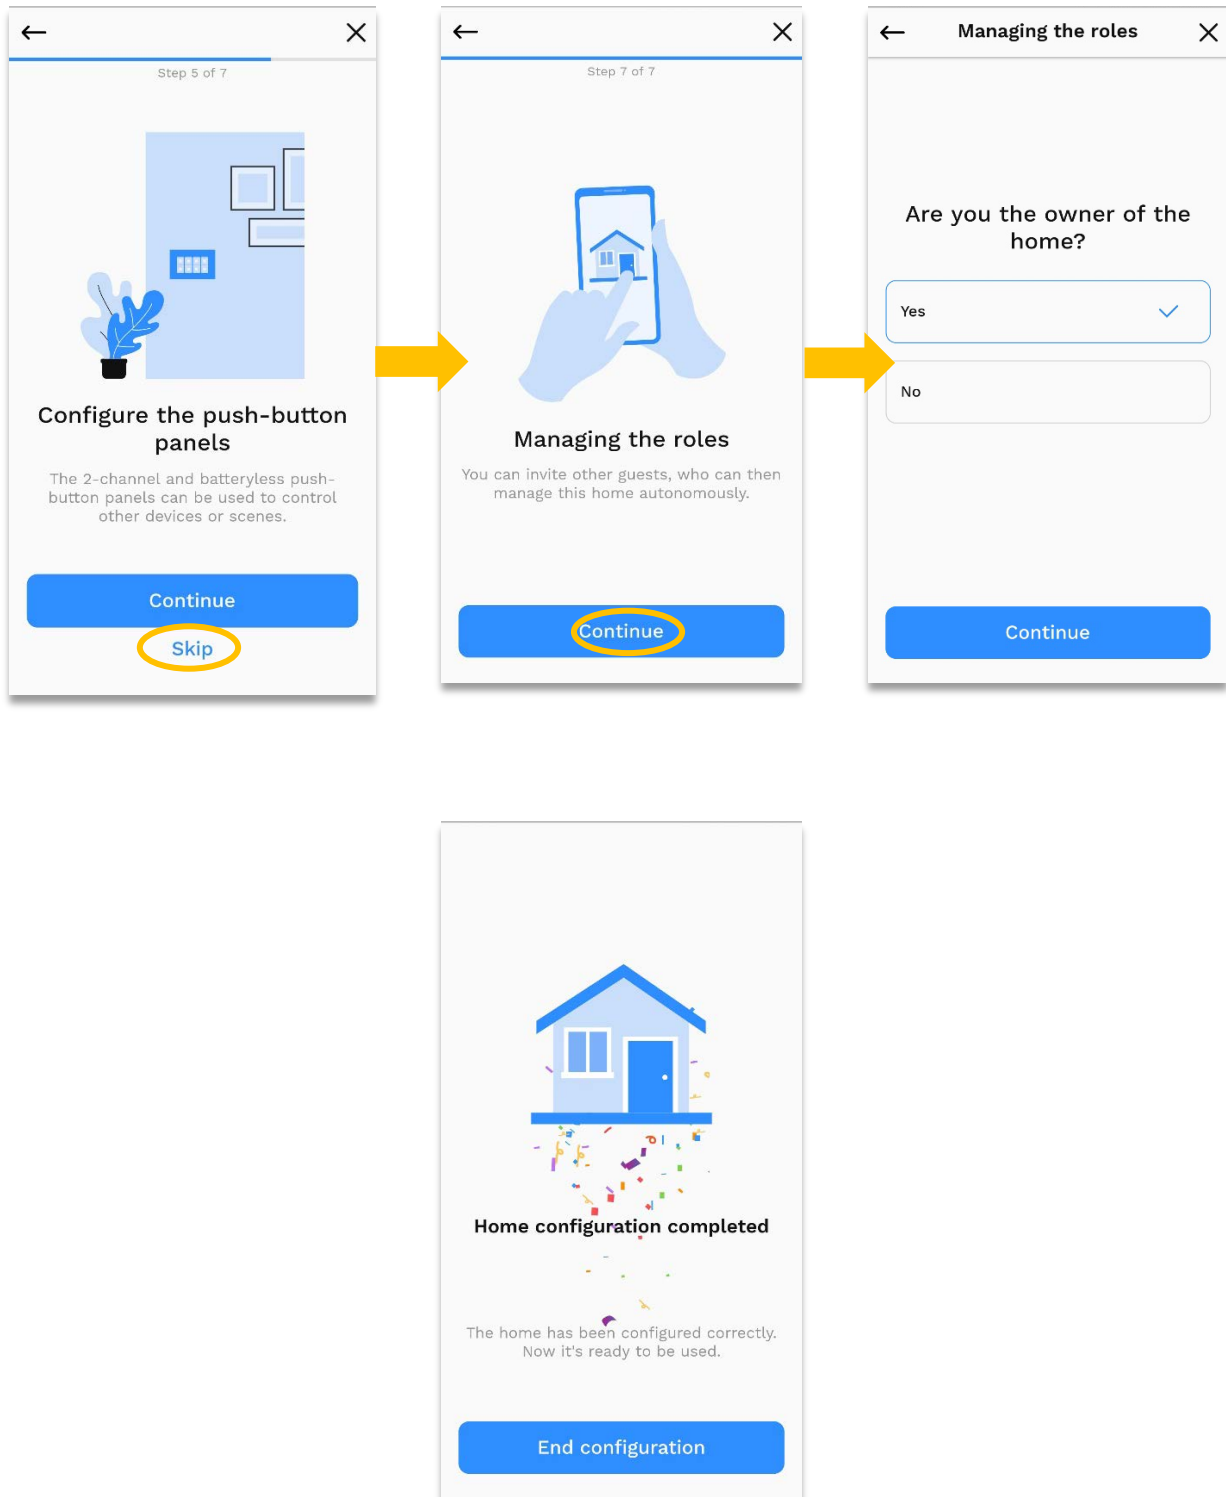 Step 5 of 7
Configure the push-button
panels
The 2-channel and batteryless push-
button panels can be used to control
other devices or scenes.
Continue
Skip
Step 7 of 7
Managing the roles
You can invite other guests, who can then
manage this home autonomously.
Continue
Managing the roles
Are you the owner of the
home?
Yes
No
Continue
Home configuration completed
The home has been configured correctly.
Now it's ready to be used.
End configuration